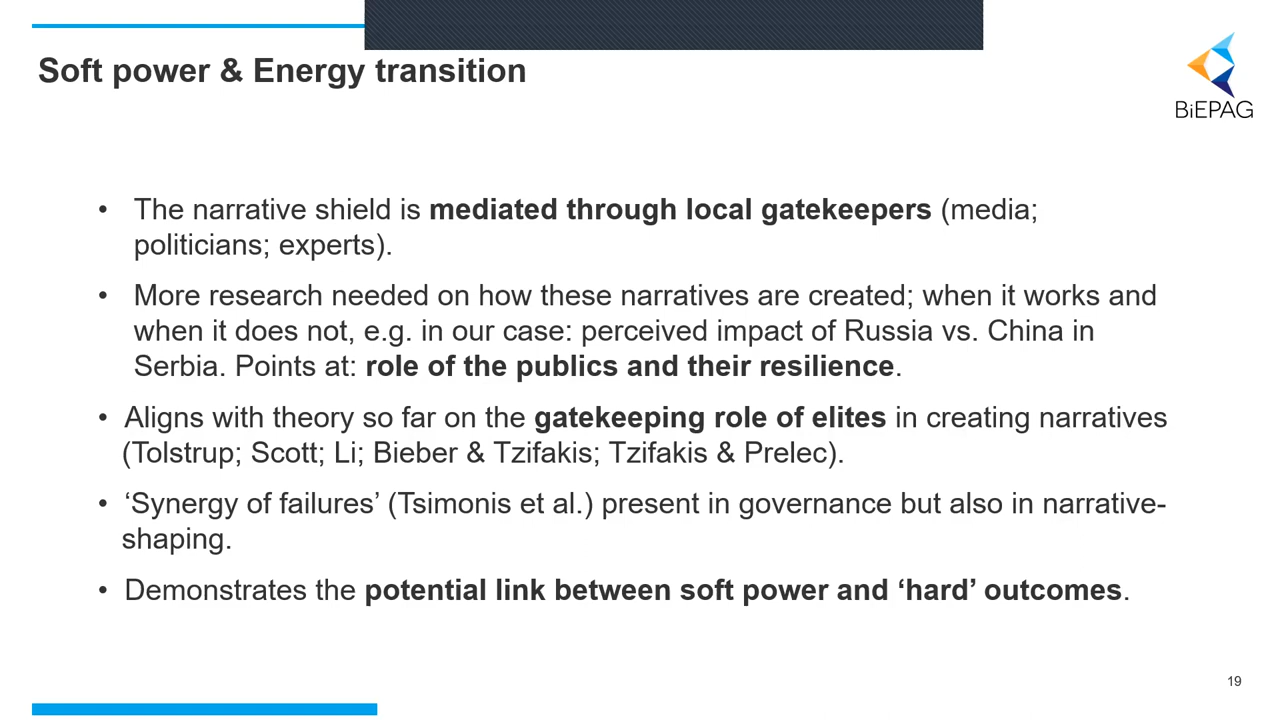 Soft power & Energy transition
BiEPAG
• The narrative shield is mediated through local gatekeepers (media;
politicians; experts).
• More research needed on how these narratives are created; when it works and
when it does not, e.g. in our case: perceived impact of Russia vs. China in
Serbia. Points at: role of the publics and their resilience.
• Aligns with theory so far on the gatekeeping role of elites in creating narratives
(Tolstrup; Scott; Li; Bieber & Tzifakis; Tzifakis & Prelec).
• ‘Synergy of failures’ (Tsimonis et al.) present in governance but also in narrative-
shaping.
• Demonstrates the potential link between soft power and ‘hard’ outcomes.
19